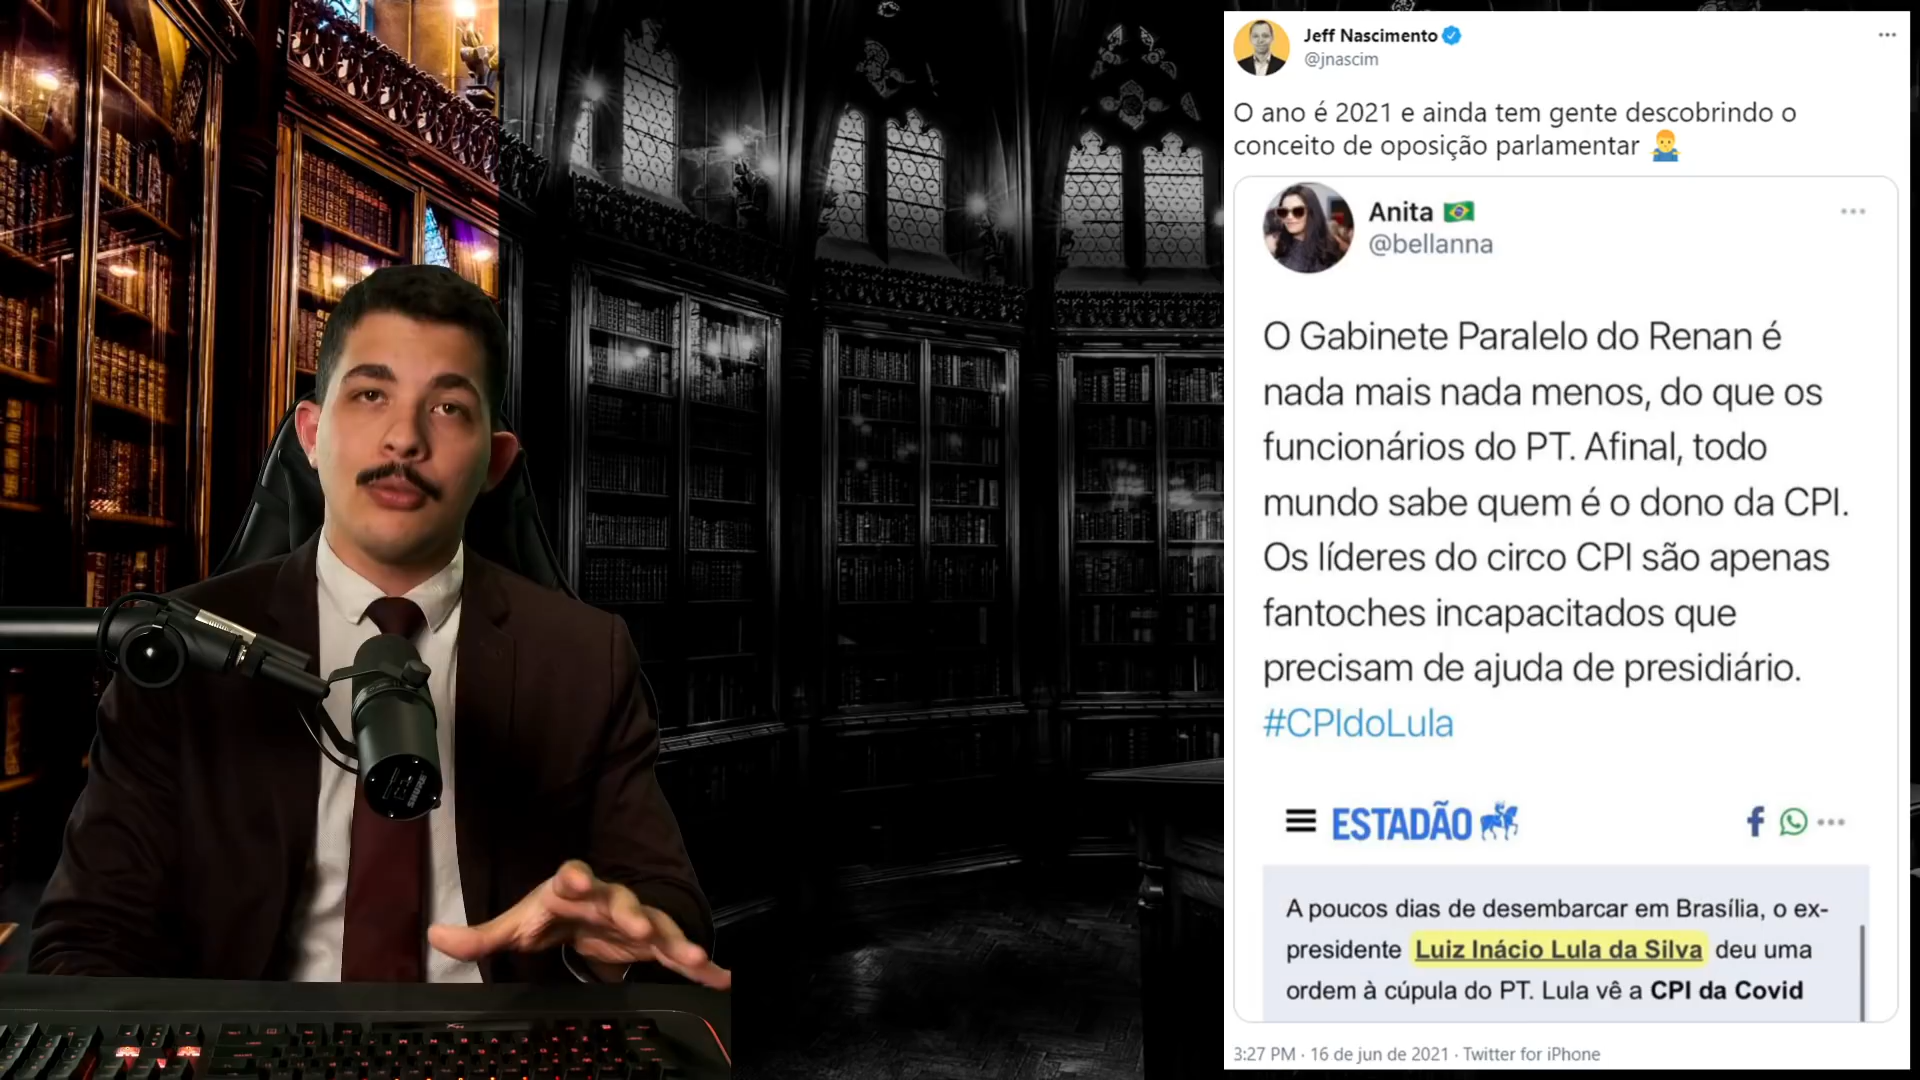 Jeff Nascimento
@jnascim
O ano é 2021 e ainda tem gente descobrindo o
conceito de oposição parlamentar 🤷‍♂️
Anita 🇧🇷
@bellanna
O Gabinete Paralelo do Renan é
nada mais nada menos, do que os
funcionários do PT. Afinal, todo
mundo sabe quem é o dono da CPI.
Os líderes do circo CPI são apenas
fantoches incapacitados que
precisam de ajuda de presidiário.
#CPIdoLula
ESTADÃO
A poucos dias de desembarcar em Brasília, o ex-
presidente Luiz Inácio Lula da Silva deu uma
ordem à cúpula do PT. Lula vê a CPI da Covid
3:27 PM · 16 de jun de 2021 · Twitter for iPhone
SHURE